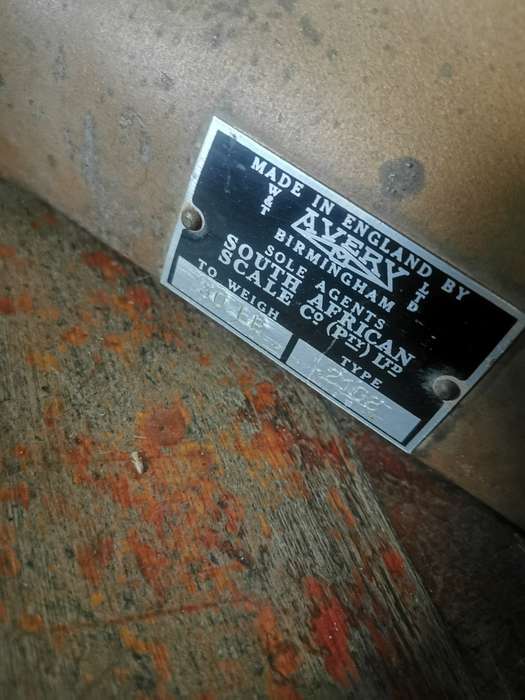 MADE IN ENGLAND BY
W&T AVERY LTD
BIRMINGHAM
SOLE AGENTS
SOUTH AFRICAN
SCALE Cº (PTY) LTD
TO WEIGH
TYPE